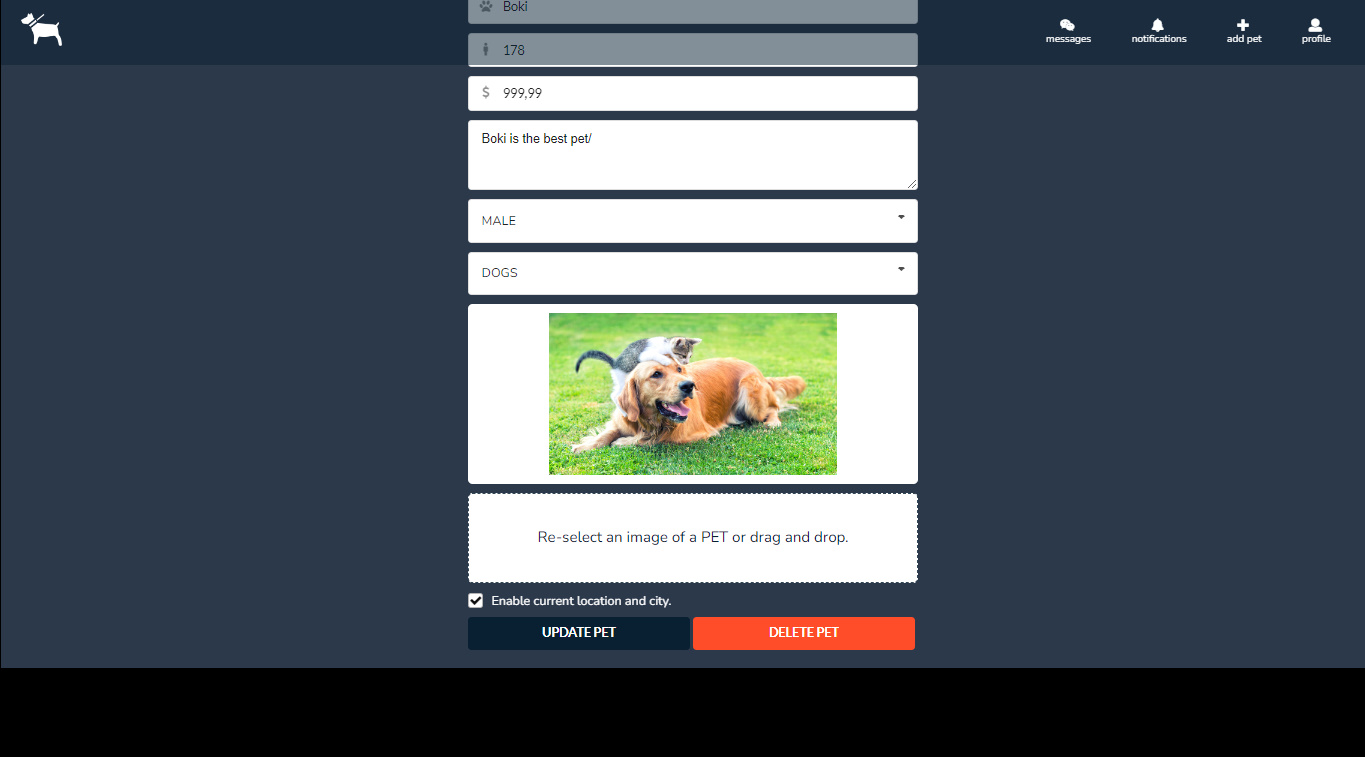 Boki
messages
notifications
add pet
profile
178
$ 999,99
Boki is the best pet/
MALE
DOGS
Re-select an image of a PET or drag and drop.
Enable current location and city.
UPDATE PET
DELETE PET